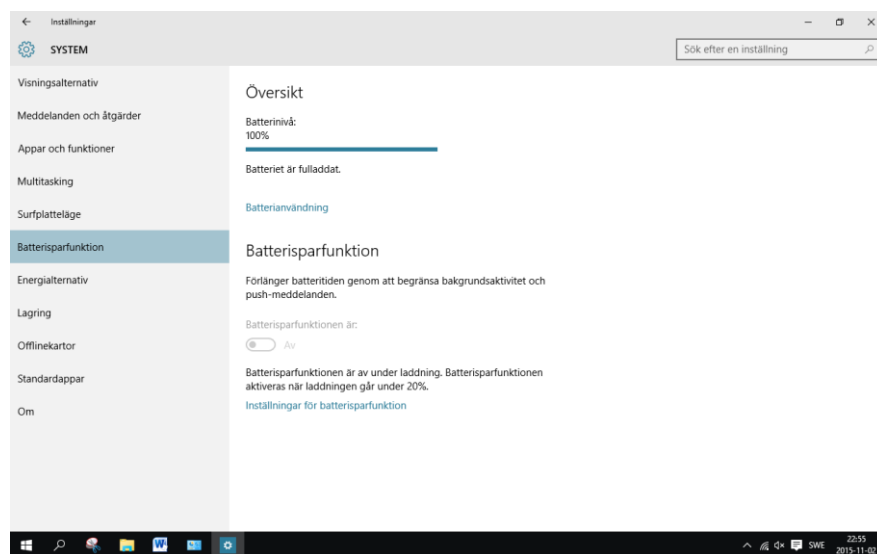 Inställningar
SYSTEM
Sök efter en inställning
Visningsalternativ
Meddelanden och åtgärder
Appar och funktioner
Multitasking
Surfplatteläge
Batterisparfunktion
Energialternativ
Lagring
Offlinekartor
Standardappar
Om
Översikt
Batterinivå:
100%
Batteriet är fulladdat.
Batterianvändning
Batterisparfunktion
Förlänger batteritiden genom att begränsa bakgrundsaktivitet och
push-meddelanden.
Batterisparfunktionen är:
Av
Batterisparfunktionen är av under laddning. Batterisparfunktionen
aktiveras när laddningen går under 20%.
Inställningar för batterisparfunktion
W
SWE
22:55
2015-11-02